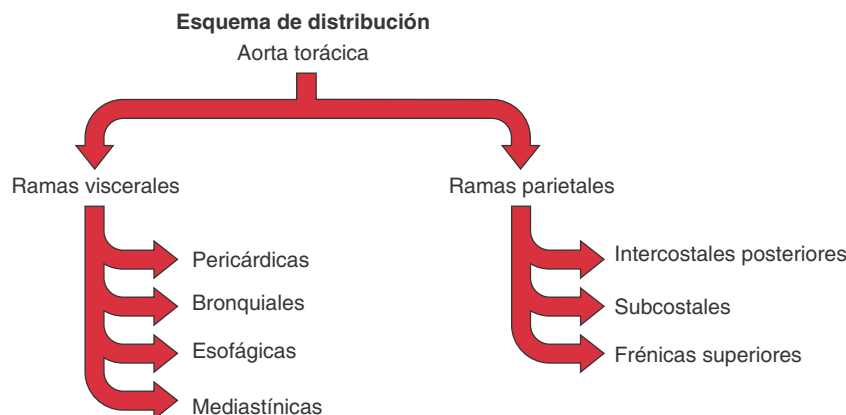 Esquema de distribución
Aorta torácica
Ramas viscerales
Pericárdicas
Bronquiales
Esofágicas
Mediastínicas
Ramas parietales
Intercostales posteriores
Subcostales
Frénicas superiores